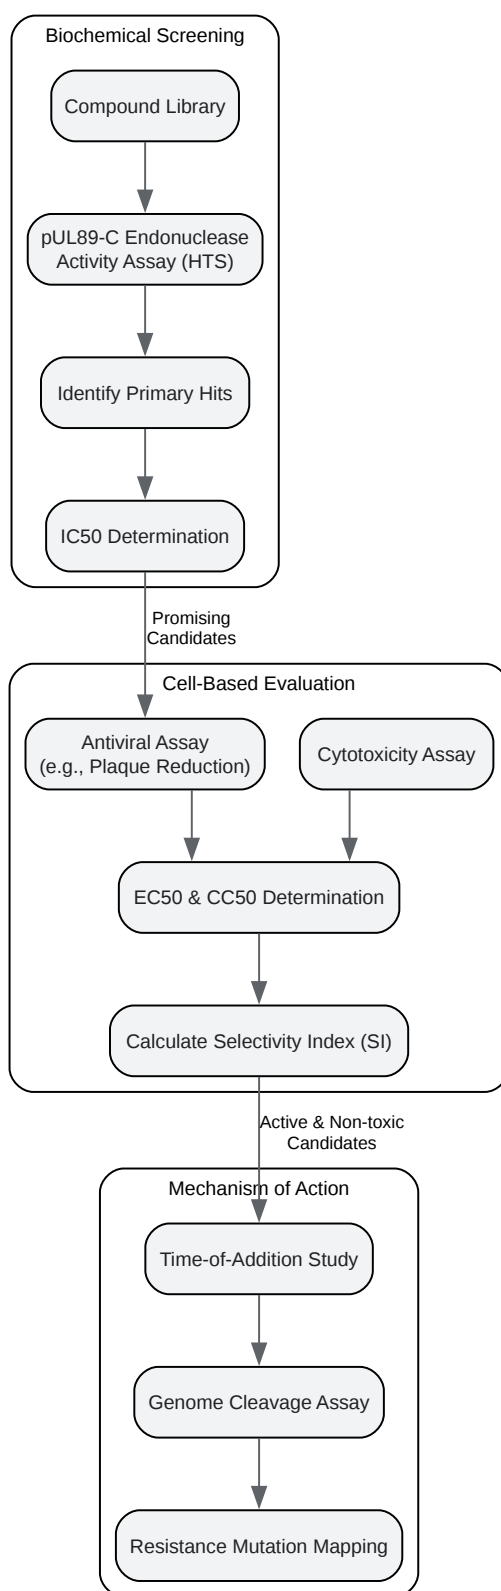 Biochemical Screening
Compound Library
pUL89-C Endonuclease
Activity Assay (HTS)
Identify Primary Hits
IC50 Determination
Promising
Candidates
Cell-Based Evaluation
Antiviral Assay
(e.g., Plaque Reduction)
Cytotoxicity Assay
EC50 & CC50 Determination
Calculate Selectivity Index (SI)
Active & Non-toxic
Candidates
Mechanism of Action
Time-of-Addition Study
Genome Cleavage Assay
Resistance Mutation Mapping